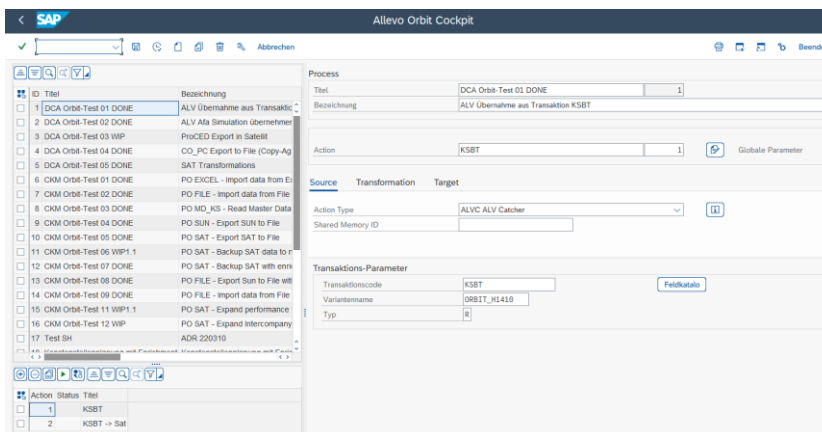 SAP
Allevo Orbit Cockpit
Abbrechen
Beend
ID Titel Bezeichnung
1 DCA Orbit-Test 01 DONE ALV Übernahme aus Transaktic
2 DCA Orbit-Test 02 DONE ALV Afa Simulation übernehmer
3 DCA Orbit-Test 03 WIP ProCED Export in Satellit
4 DCA Orbit-Test 04 DONE CO_PC Export to File (Copy-Ag
5 DCA Orbit-Test 05 DONE SAT Transformations
6 CKM Orbit-Test 01 DONE PO EXCEL - import data from E
7 CKM Orbit-Test 02 DONE PO FILE - import data from File
8 CKM Orbit-Test 03 DONE PO MD_KS - Read Master Data
9 CKM Orbit-Test 04 DONE PO SUN - Export SUN to File
10 CKM Orbit-Test 05 DONE PO SAT - Export SAT to File
11 CKM Orbit-Test 06 WIP1.1 PO SAT - Backup SAT data to n
12 CKM Orbit-Test 07 DONE PO SAT - Backup SAT with enri
13 CKM Orbit-Test 08 DONE PO FILE - Export Sun to File wit
14 CKM Orbit-Test 09 DONE PO FILE - import data from File
15 CKM Orbit-Test 11 WIP1.1 PO SAT - Expand performance
16 CKM Orbit-Test 12 WIP PO SAT - Expand intercompany
17 Test SH ADR 220310
Action Status Titel
1 KSBT
2 KSBT -> Sat
Process
Titel DCA Orbit-Test 01 DONE 1
Bezeichnung ALV Übernahme aus Transaktion KSBT
Action KSBT 1 Globale Parameter
Source Transformation Target
Action Type ALVC ALV Catcher
Shared Memory ID
Transaktions-Parameter
Transaktionscode KSBT Feldkatalo
Variantenname ORBIT_H1410
Typ R